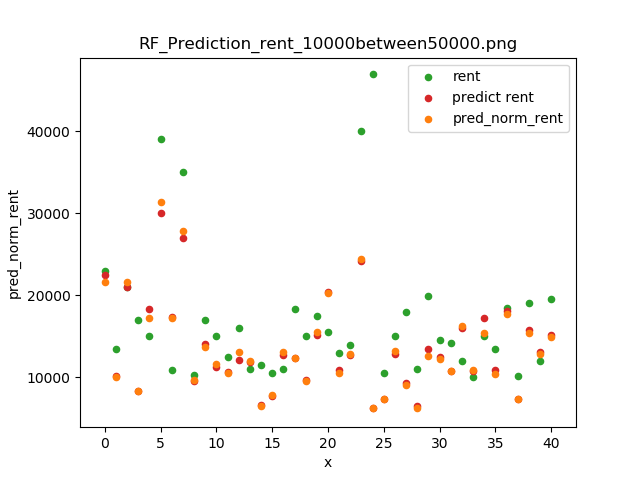 RF_Prediction_rent_10000between50000.png
rent
predict rent
pred_norm_rent
pred_norm_rent
40000
30000
20000
10000
0 5 10 15 20 25 30 35 40
x